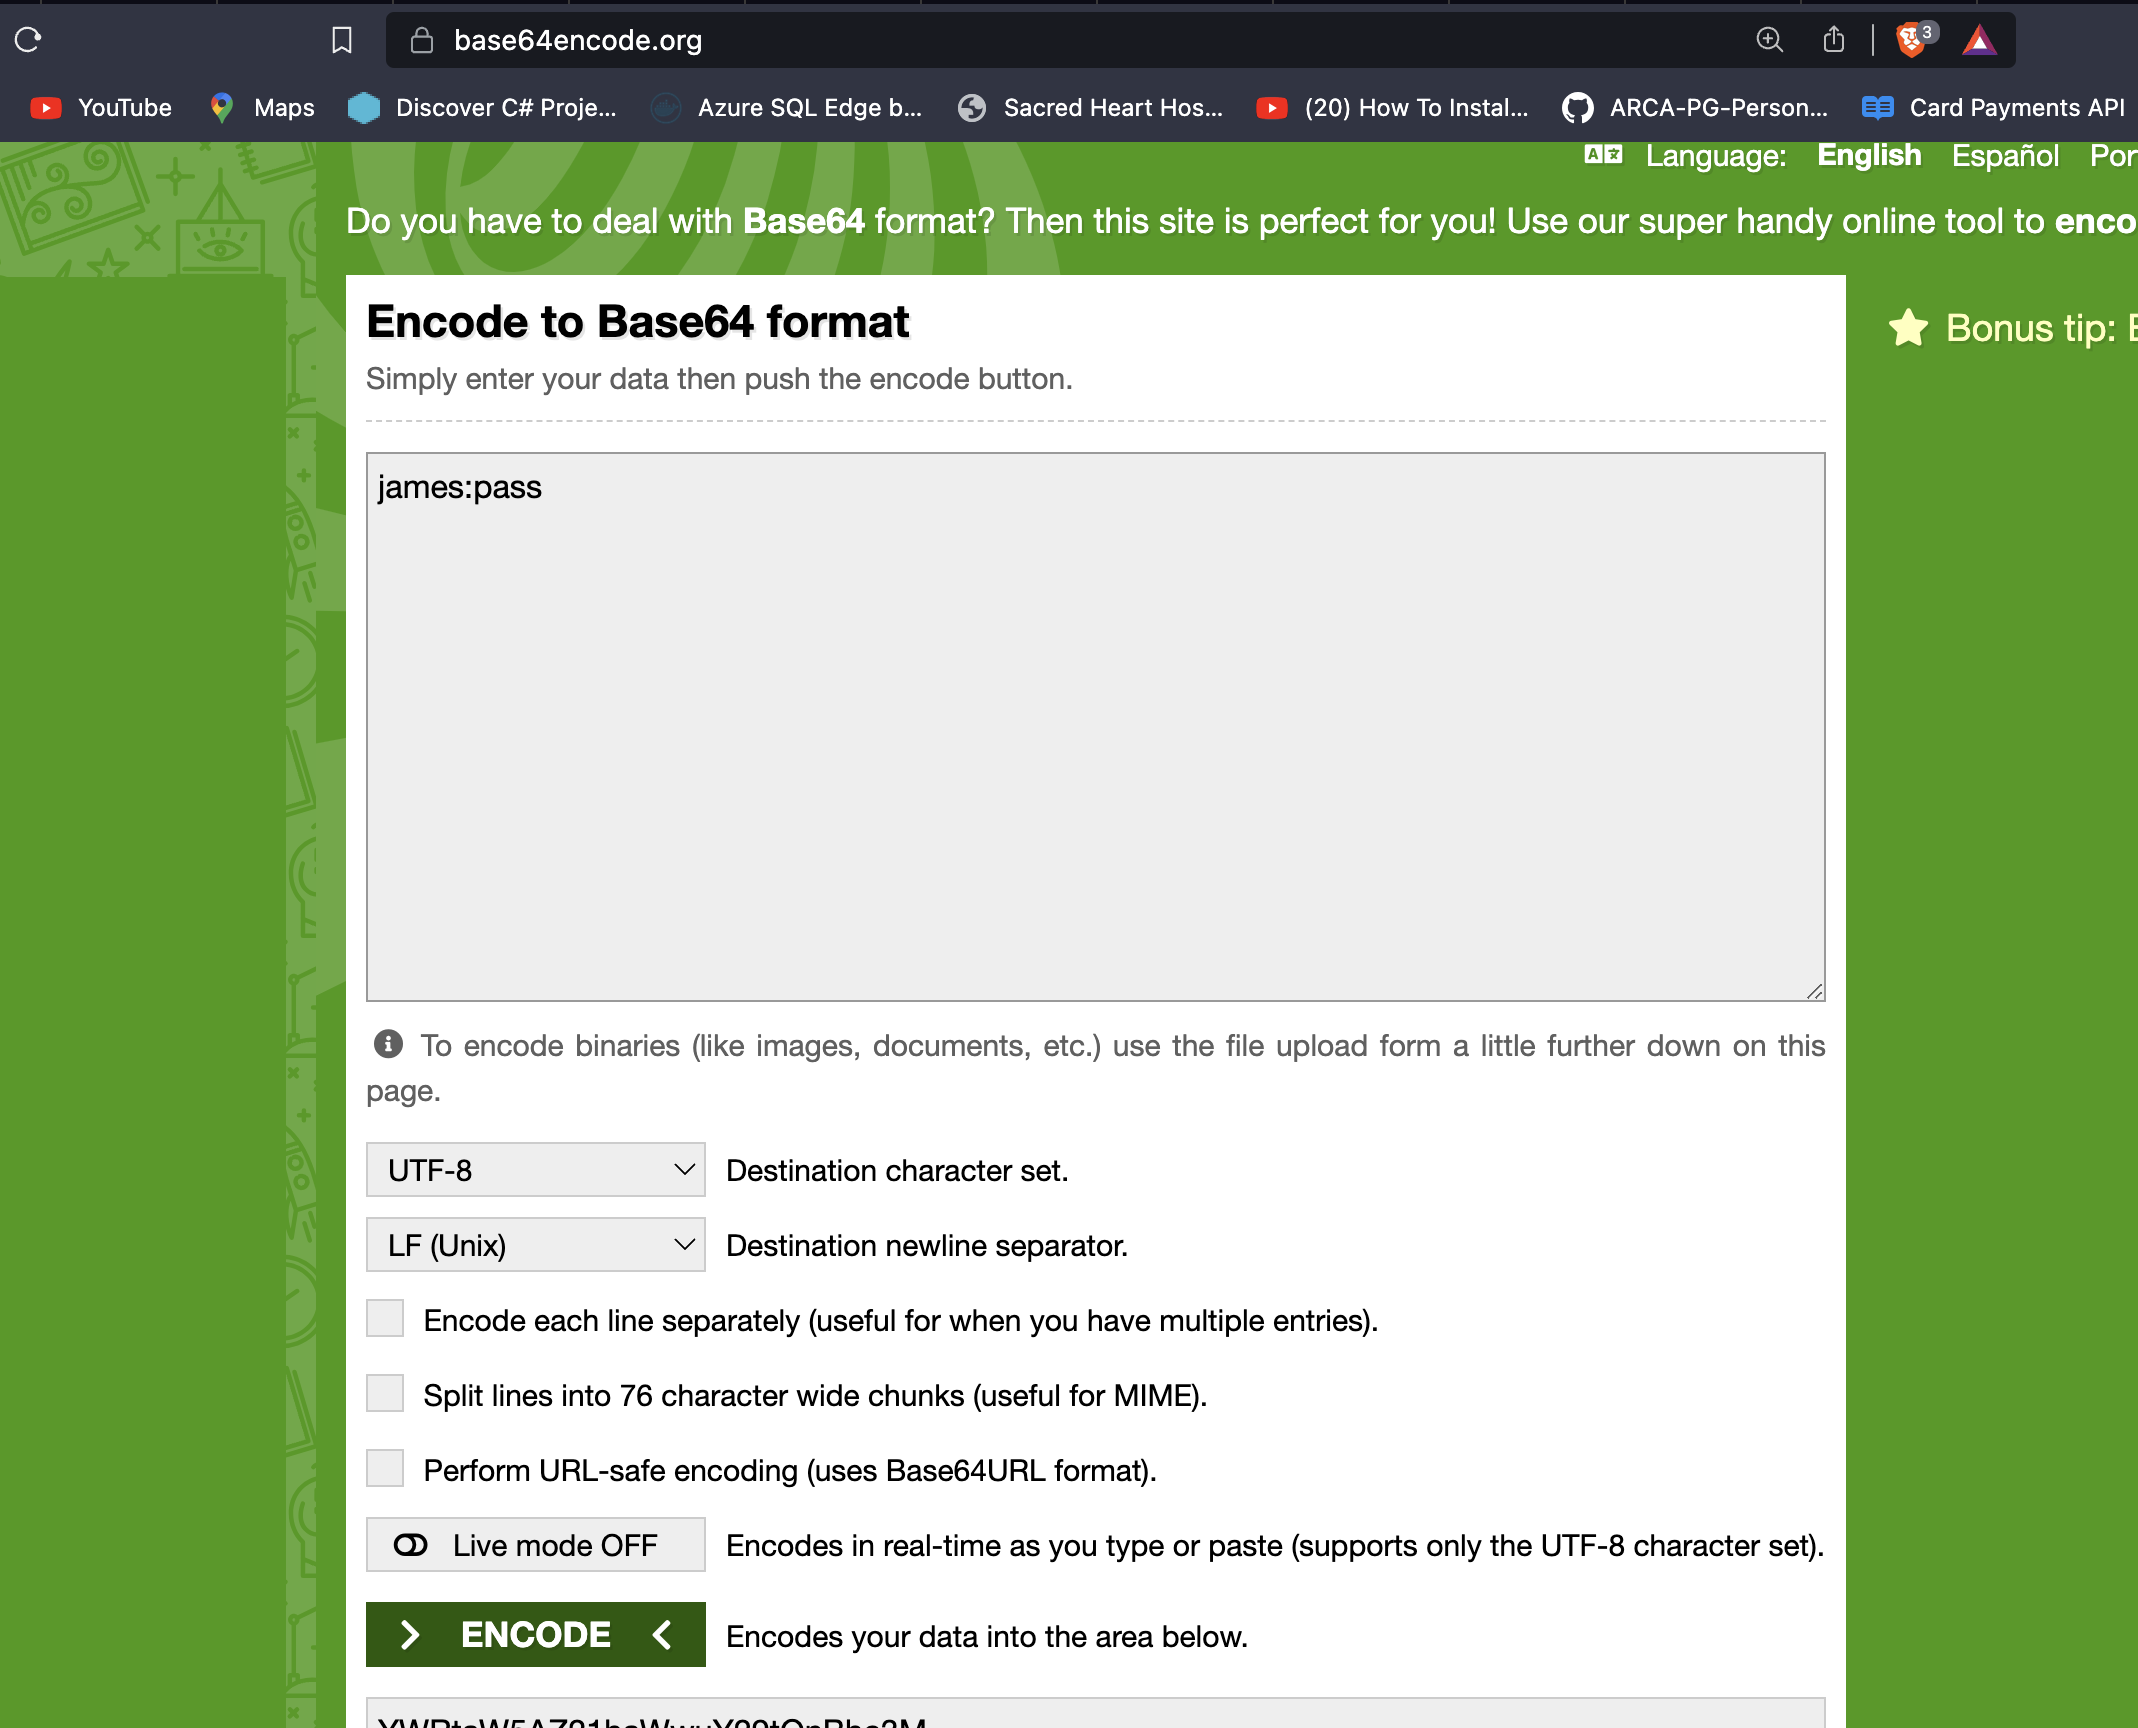 base64encode.org
3
YouTube Maps Discover C# Proje... Azure SQL Edge b... Sacred Heart Hos... (20) How To Instal... ARCA-PG-Person... Card Payments API
Language: English Español Por
Do you have to deal with Base64 format? Then this site is perfect for you! Use our super handy online tool to enco
Encode to Base64 format
Bonus tip:
Simply enter your data then push the encode button.
james:pass
To encode binaries (like images, documents, etc.) use the file upload form a little further down on this
page.
UTF-8 Destination character set.
LF (Unix) Destination newline separator.
Encode each line separately (useful for when you have multiple entries).
Split lines into 76 character wide chunks (useful for MIME).
Perform URL-safe encoding (uses Base64URL format).
Live mode OFF Encodes in real-time as you type or paste (supports only the UTF-8 character set).
> ENCODE < Encodes your data into the area below.